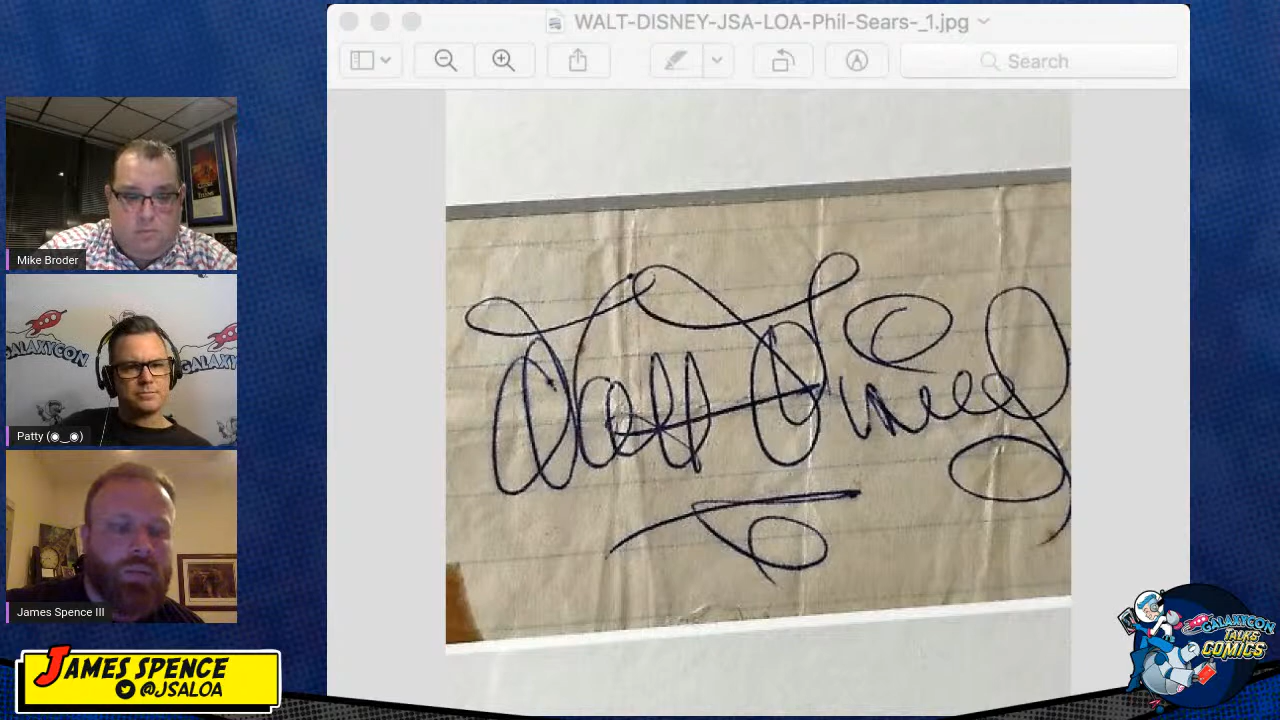 WALT-DISNEY-JSA-LOA-Phil-Sears-_1.jpg
Search
Mike Broder
GALAXYCON
GALAXYCON
Patty (◉‿◉)
James Spence III
Walt Disney
JAMES SPENCE
@JSALOA
GALAXYCON
TALKS
COMICS